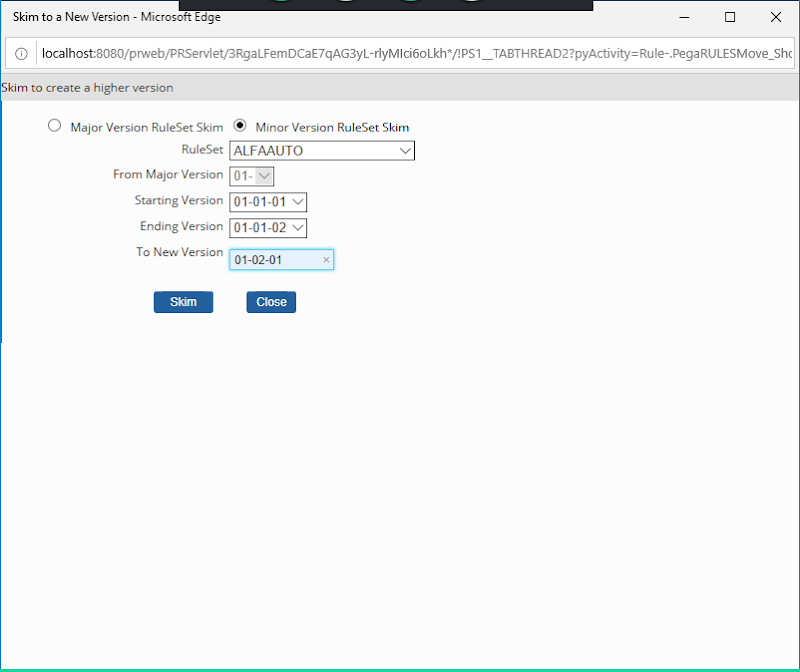 Skim to a New Version - Microsoft Edge
localhost:8080/prweb/PRServlet/3RgaLFemDCaE7qAG3yL-rlyMIci6oLkh*/!PS1__TABTHREAD2?pyActivity=Rule-.PegaRULESMove_Sho
Skim to create a higher version
Major Version RuleSet Skim Minor Version RuleSet Skim
RuleSet ALFAAUTO
From Major Version 01-
Starting Version 01-01-01
Ending Version 01-01-02
To New Version 01-02-01 ×
Skim Close